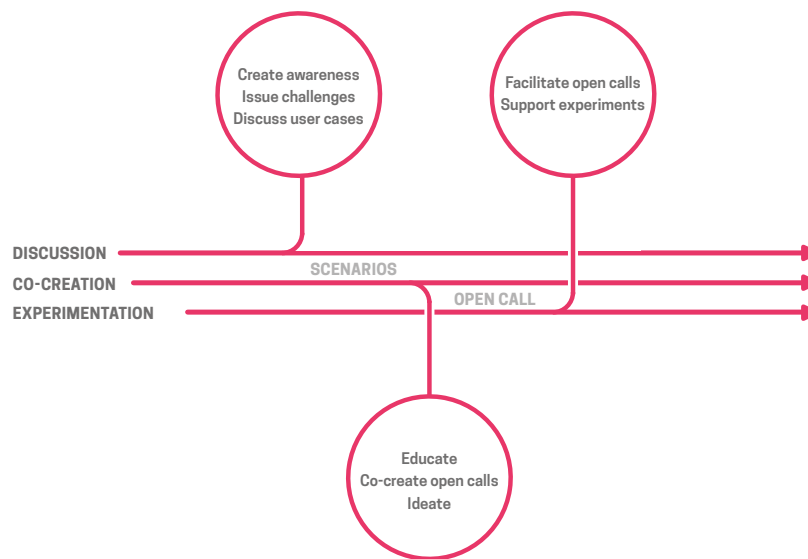 Create awareness
Issue challenges
Discuss user cases
Facilitate open calls
Support experiments
DISCUSSION
SCENARIOS
CO-CREATION
OPEN CALL
EXPERIMENTATION
Educate
Co-create open calls
Ideate